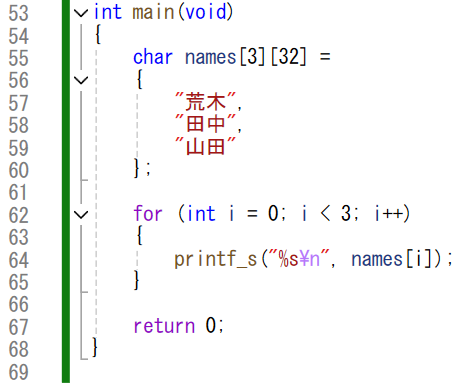 53 int main(void)
54 {
55     char names[3][32] =
56     {
57         "荒木",
58         "田中",
59         "山田"
60     };
61
62     for (int i = 0; i < 3; i++)
63     {
64         printf_s("%s¥n", names[i]);
65     }
66
67     return 0;
68 }
69